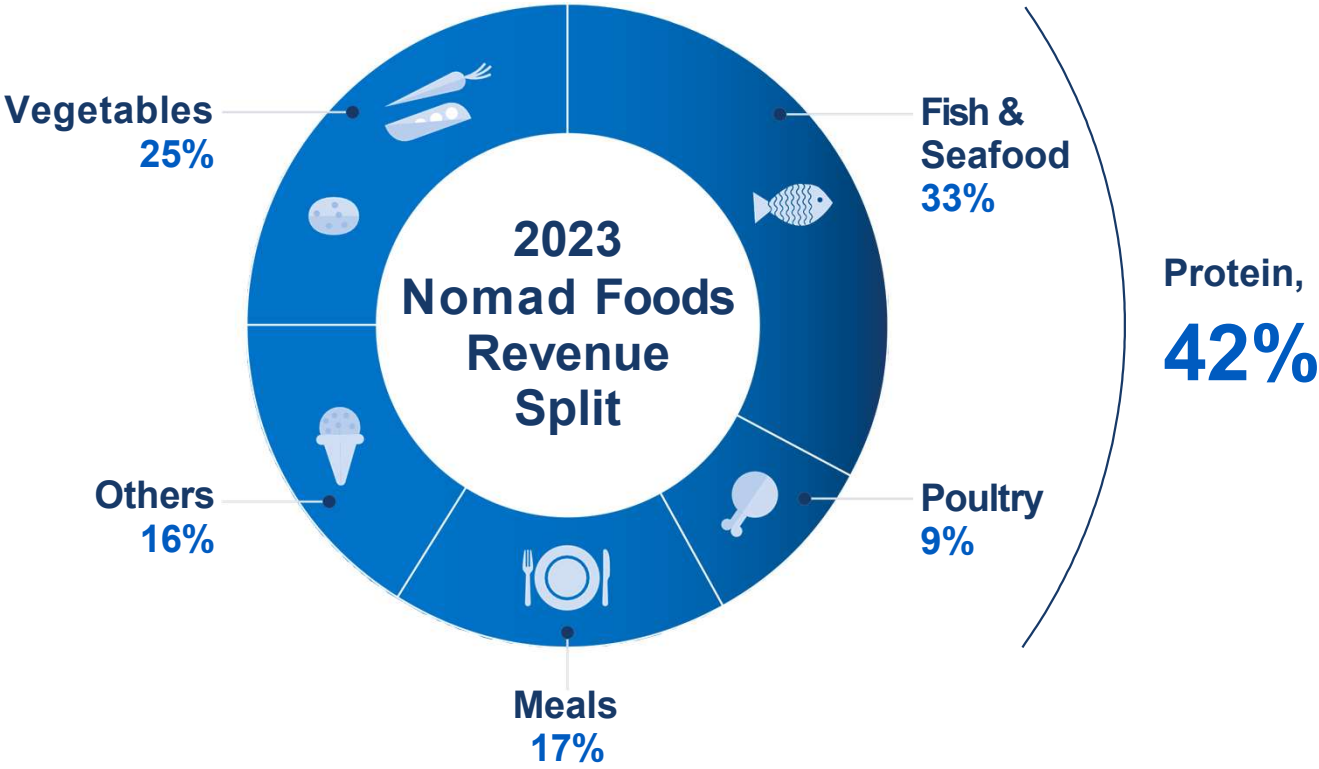 2023
Nomad Foods
Revenue
Split
Vegetables
25%
Fish &
Seafood
33%
Protein,
42%
Others
16%
Poultry
9%
Meals
17%